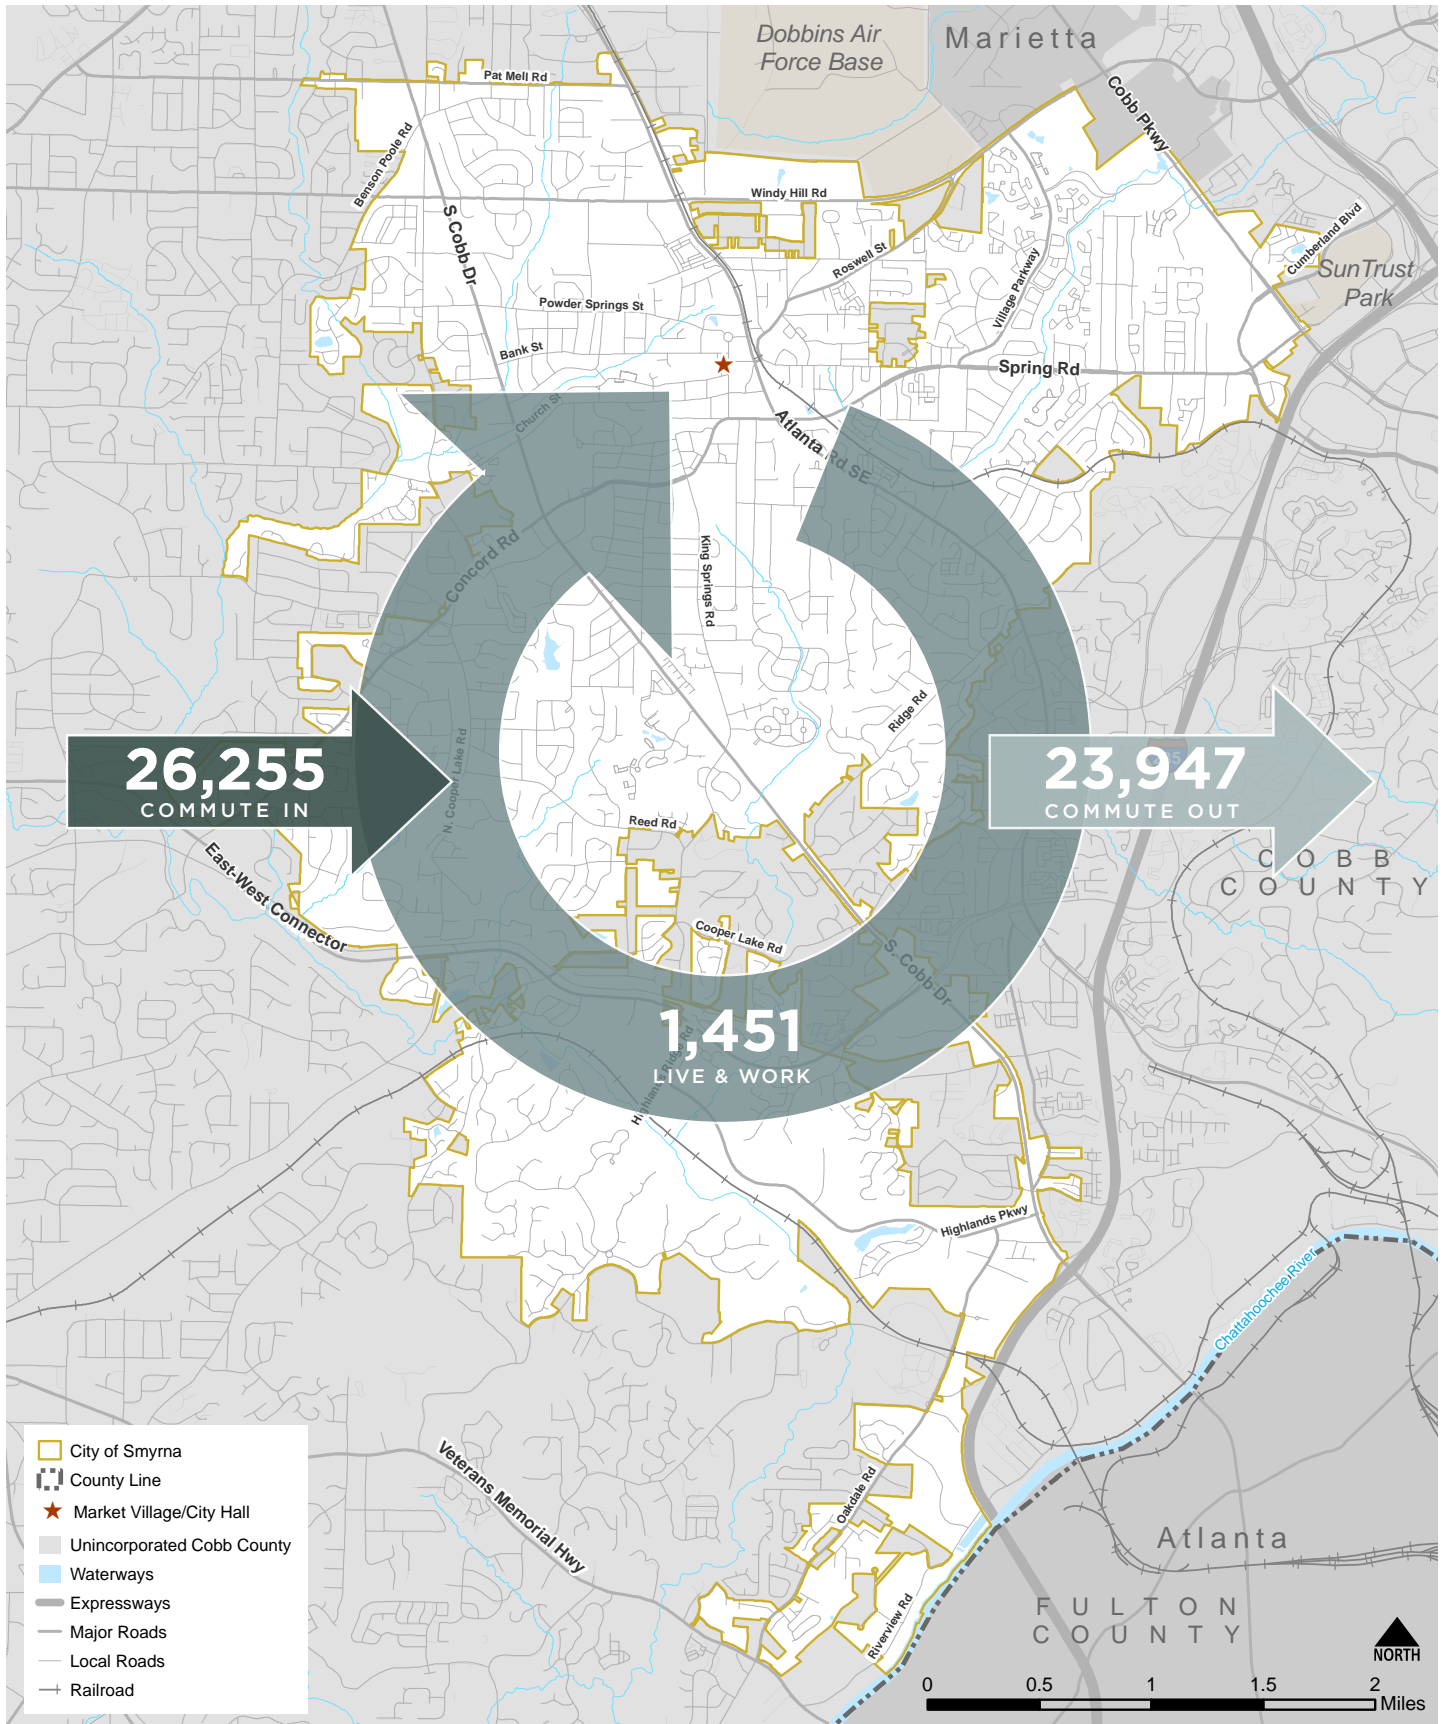 Dobbins Air
Force Base
Marietta
Pat Mell Rd
Cobb Pkwy
Benson Poole Rd
Windy Hill Rd
S Cobb Dr
Roswell St
Village Parkway
Cumberland Blvd
SunTrust
Park
Powder Springs St
Bank St
Spring Rd
Church St
Atlanta Rd SE
Concord Rd
King Springs Rd
Ridge Rd
N. Cooper Lake Rd
26,255
COMMUTE IN
23,947
COMMUTE OUT
Reed Rd
East-West Connector
COBB
COUNTY
Cooper Lake Rd
S. Cobb Dr
1,451
LIVE & WORK
Highlands Ridge Rd
Highlands Pkwy
Chattahoochee River
Veterans Memorial Hwy
Oakdale Rd
Riverview Rd
Atlanta
FULTON
COUNTY
City of Smyrna
County Line
Market Village/City Hall
Unincorporated Cobb County
Waterways
Expressways
Major Roads
Local Roads
Railroad
NORTH
0 0.5 1 1.5 2
Miles